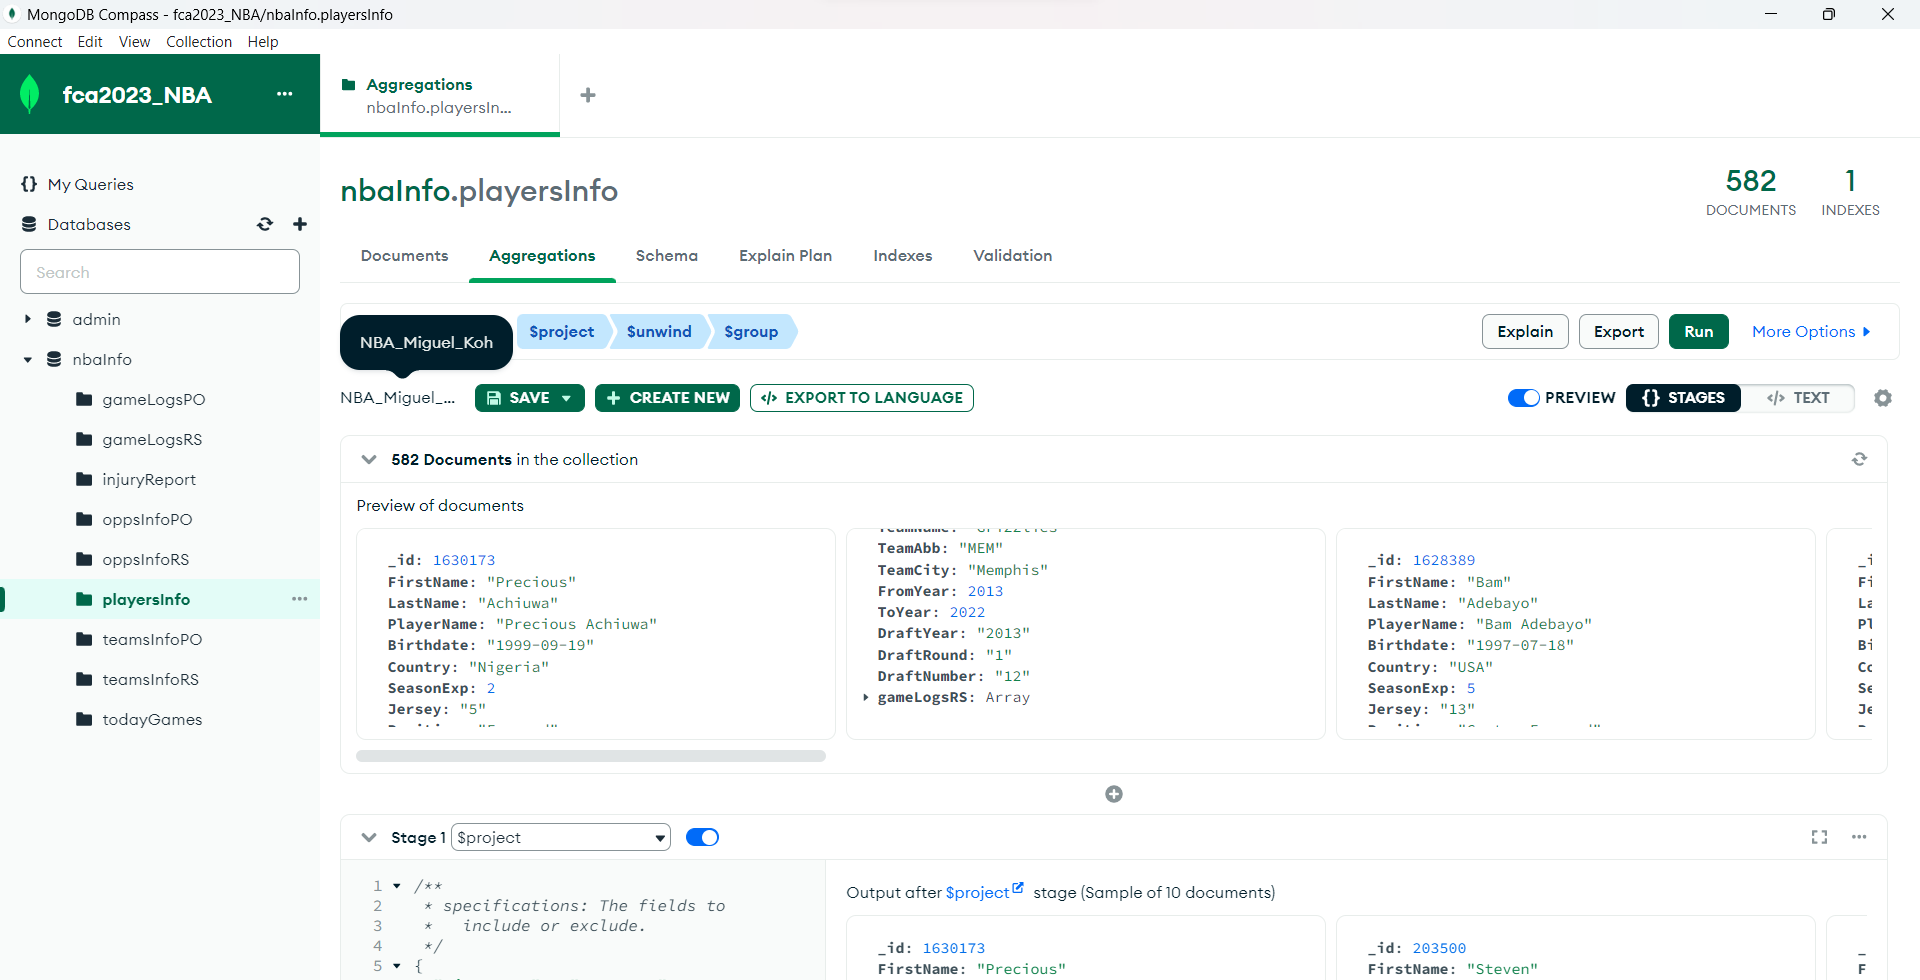 MongoDB Compass - fca2023_NBA/nbaInfo.playersInfo
Connect Edit View Collection Help
fca2023_NBA
Aggregations
nbaInfo.playersIn...
My Queries
Databases
Search
admin
nbaInfo
gameLogsPO
gameLogsRS
injuryReport
oppsInfoPO
oppsInfoRS
playersInfo
teamsInfoPO
teamsInfoRS
todayGames
nbaInfo.playersInfo
582
DOCUMENTS
1
INDEXES
Documents Aggregations Schema Explain Plan Indexes Validation
NBA_Miguel_Koh
$project $unwind $group
Explain Export Run More Options
NBA_Miguel_... SAVE CREATE NEW EXPORT TO LANGUAGE
PREVIEW {} STAGES </> TEXT
582 Documents in the collection
Preview of documents
_id: 1630173
FirstName: "Precious"
LastName: "Achiuwa"
PlayerName: "Precious Achiuwa"
Birthdate: "1999-09-19"
Country: "Nigeria"
SeasonExp: 2
Jersey: "5"
TeamName: "Grizzlies"
TeamAbb: "MEM"
TeamCity: "Memphis"
FromYear: 2013
ToYear: 2022
DraftYear: "2013"
DraftRound: "1"
DraftNumber: "12"
gameLogsRS: Array
_id: 1628389
FirstName: "Bam"
LastName: "Adebayo"
PlayerName: "Bam Adebayo"
Birthdate: "1997-07-18"
Country: "USA"
SeasonExp: 5
Jersey: "13"
_i
Fi
La
Pl
Bi
Co
Se
Je
Stage 1 $project
1 /**
2 * specifications: The fields to
3 * include or exclude.
4 */
5 {
Output after $project stage (Sample of 10 documents)
_id: 1630173
FirstName: "Precious"
_id: 203500
FirstName: "Steven"
_
F